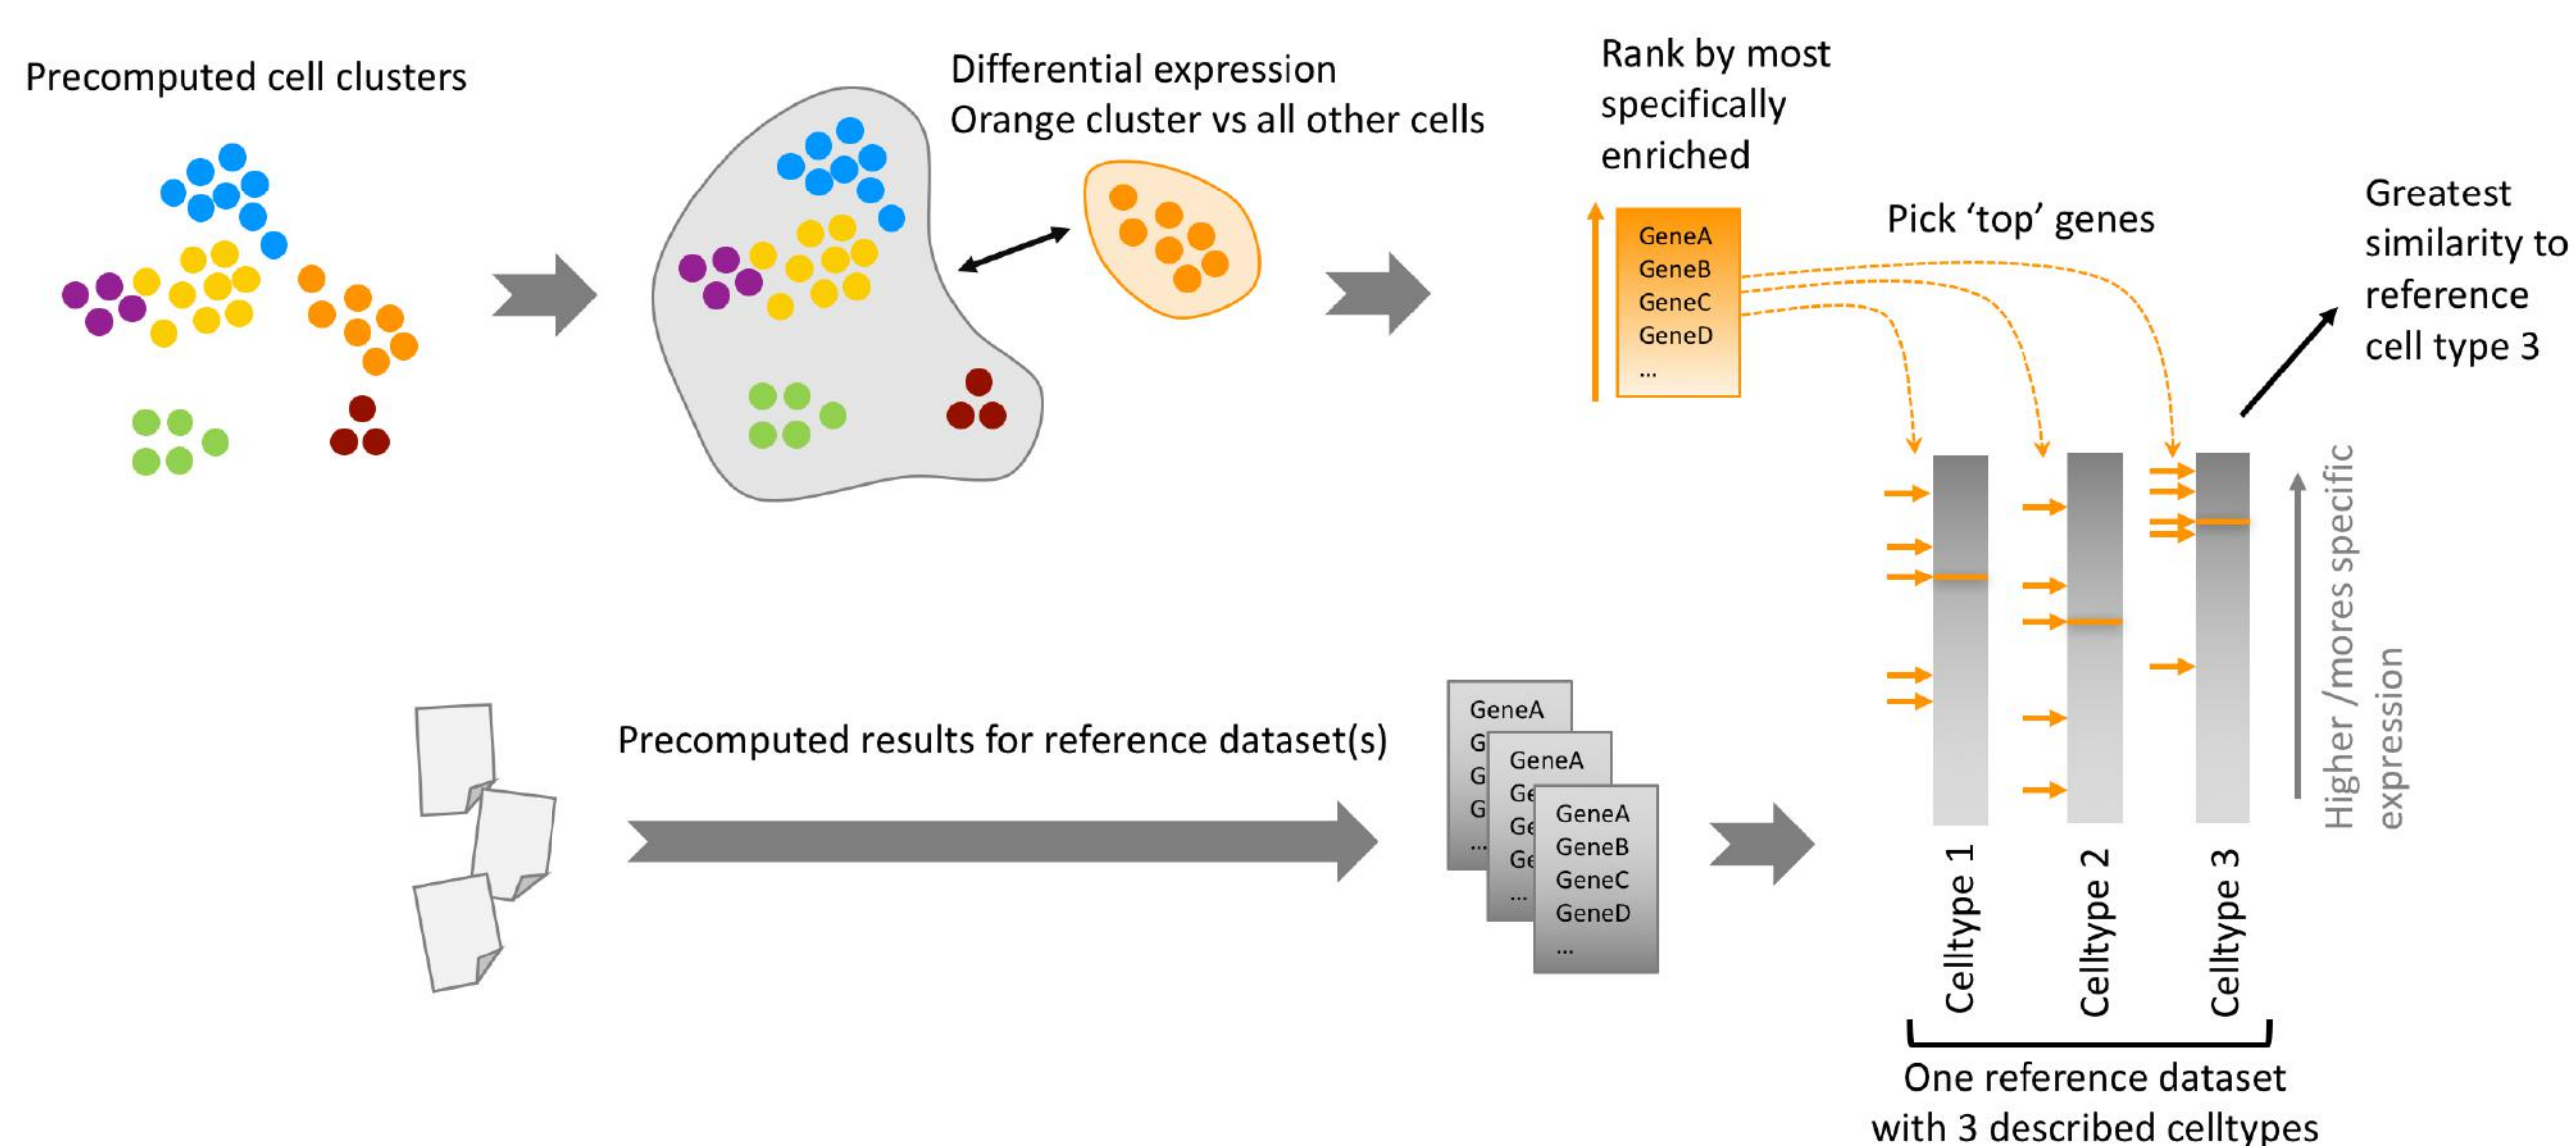 Precomputed cell clusters
Differential expression
Orange cluster vs all other cells
Rank by most
specifically
enriched
GeneA
GeneB
GeneC
GeneD
...
Pick ‘top’ genes
Greatest
similarity to
reference
cell type 3
Higher /mores specific
expression
Precomputed results for reference dataset(s)
GeneA
G
G
G
...
GeneA
Ge
Ge
Ge
...
GeneA
GeneB
GeneC
GeneD
...
Celltype 1
Celltype 2
Celltype 3
One reference dataset
with 3 described celltypes